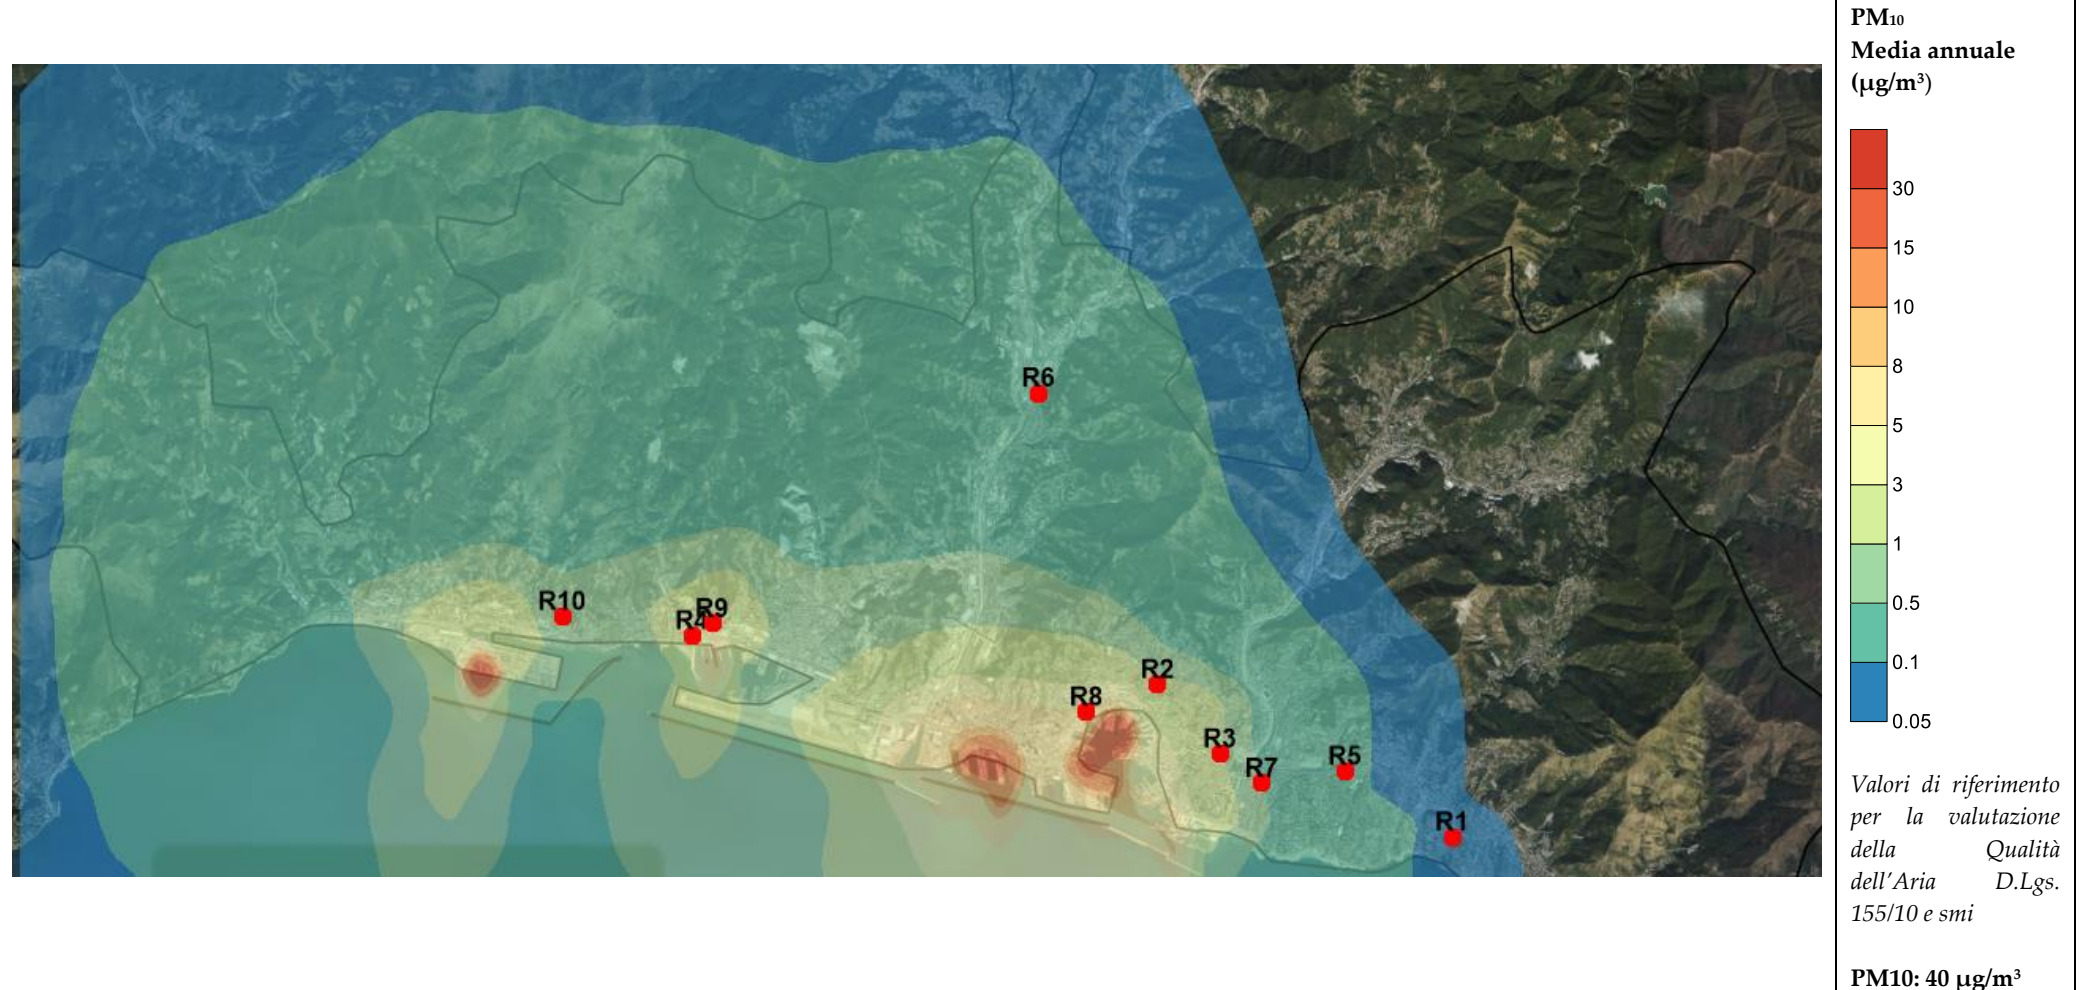 PM10
Media annuale
(µg/m³)
30
15
10
8
5
3
1
0.5
0.1
0.05
Valori di riferimento
per la valutazione
della Qualità
dell'Aria D.Lgs.
155/10 e smi
PM10: 40 µg/m³
R6
R10
R9
R4
R2
R8
R3
R5
R7
R1